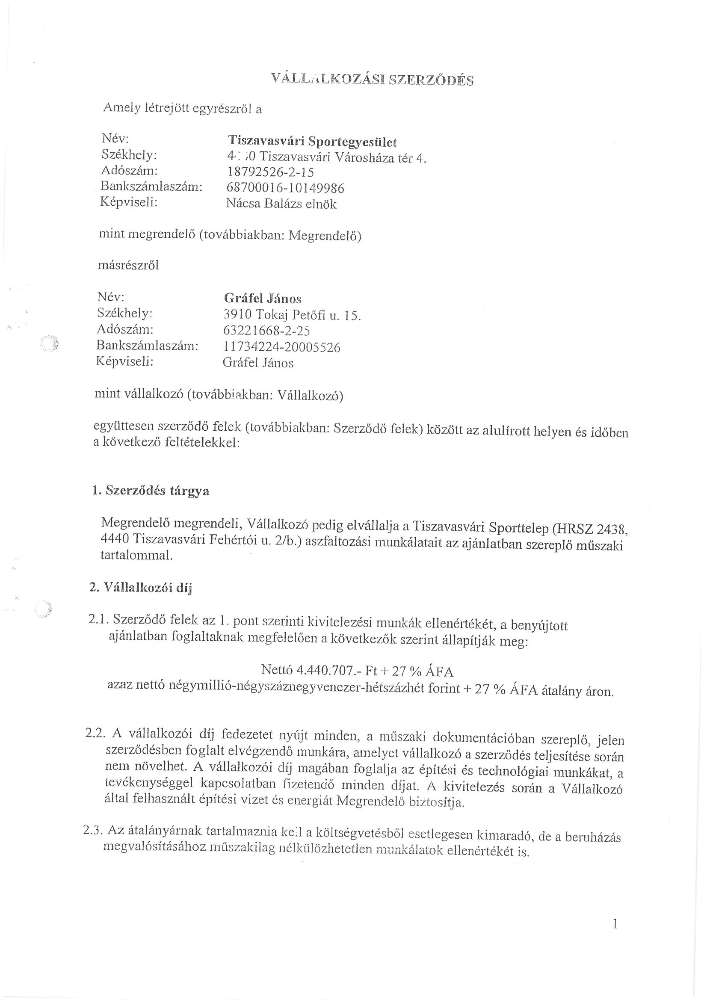 VÁLLALKOZÁSI SZERZŐDÉS
Amely létrejött egyrészről a
Név: Tiszavasvári Sportegyesület
Székhely: Tiszavasvári Városháza tér 4.
Adószám: 18792526-2-15
Bankszámlaszám: 68700016-10149986
Képviseli: Nácsa Balázs elnök
mint megrendelő (továbbiakban: Megrendelő)
másrészről
Név: Gráfel János
Székhely: 3910 Tokaj Petőfi u. 15.
Adószám: 63221668-2-25
Bankszámlaszám: 11734224-20005526
Képviseli: Gráfel János
mint vállalkozó (továbbiakban: Vállalkozó)
együttesen szerződő felek (továbbiakban: Szerződő felek) között az alulírott helyen és időben
a következő feltételekkel:
1. Szerződés tárgya
Megrendelő megrendeli, Vállalkozó pedig elvállalja a Tiszavasvári Sporttelep (HRSZ 2438,
4440 Tiszavasvári Fehértói u. 2/b.) aszfaltozási munkálatait az ajánlatban szereplő műszaki
tartalommal.
2. Vállalkozói díj
2.1. Szerződő felek az 1. pont szerinti kivitelezési munkák ellenértékét, a benyújtott
ajánlatban foglaltaknak megfelelően a következők szerint állapítják meg:
Nettó 4.440.707.- Ft + 27 % ÁFA
azaz nettó négymillió-négyszáznegyvenezer-hétszázhét forint + 27 % ÁFA átalány áron.
2.2. A vállalkozói díj fedezetet nyújt minden, a műszaki dokumentációban szereplő, jelen
szerződésben foglalt elvégzendő munkára, amelyet vállalkozó a szerződés teljesítése során
nem növelhet. A vállalkozói díj magában foglalja az építési és technológiai munkákat, a
tevékenységgel kapcsolatban fizetendő minden díjat. A kivitelezés során a Vállalkozó
által felhasznált építési vizet és energiát Megrendelő biztosítja.
2.3. Az átalányárnak tartalmaznia kell a költségvetésből esetlegesen kimaradó, de a beruházás
megvalósításához műszakilag nélkülözhetetlen munkálatok ellenértékét is.
1